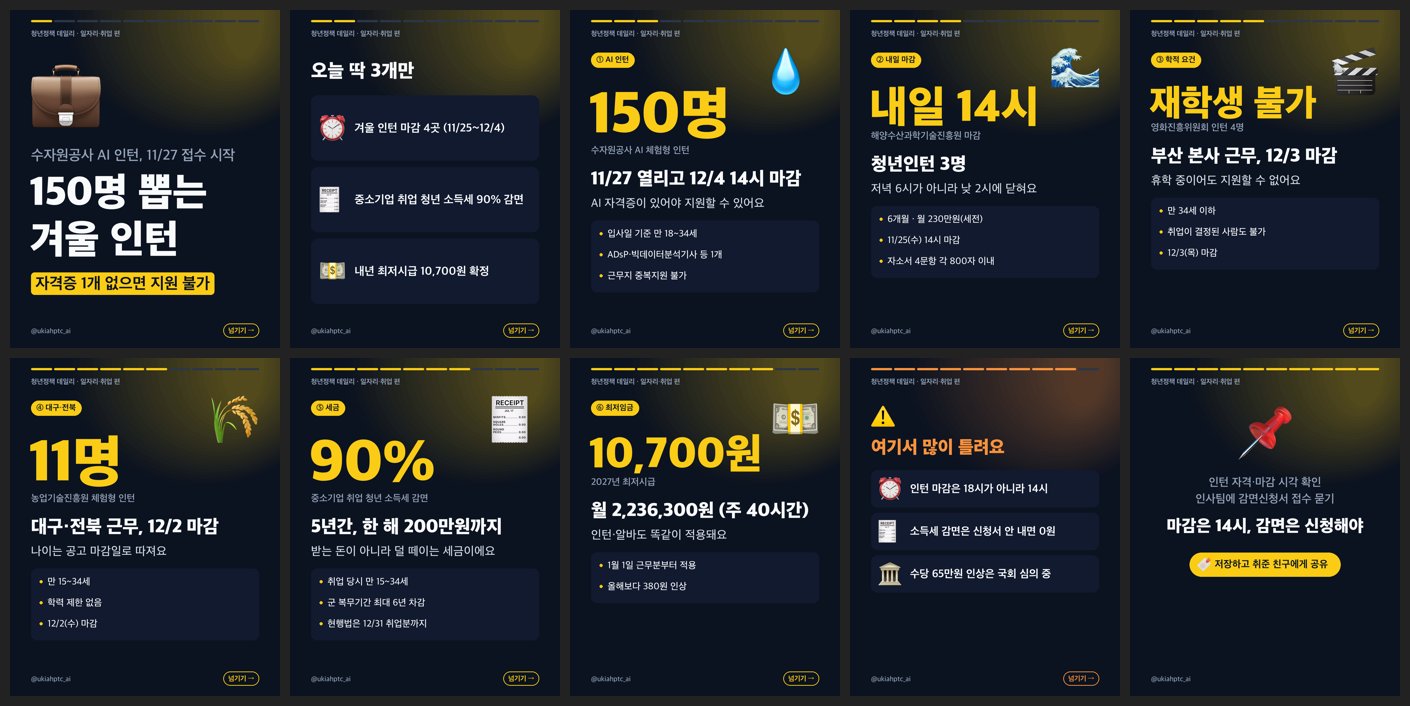 청년정책 데일리 · 일자리·취업 편
수자원공사 AI 인턴, 11/27 접수 시작
150명 뽑는
겨울 인턴
자격증 1개 없으면 지원 불가
@ukiahptc_ai
넘기기 →
청년정책 데일리 · 일자리·취업 편
오늘 딱 3개만
겨울 인턴 마감 4곳 (11/25~12/4)
RECEIPT
중소기업 취업 청년 소득세 90% 감면
내년 최저시급 10,700원 확정
@ukiahptc_ai
넘기기 →
청년정책 데일리 · 일자리·취업 편
① AI 인턴
150명
수자원공사 AI 체험형 인턴
11/27 열리고 12/4 14시 마감
AI 자격증이 있어야 지원할 수 있어요
• 입사일 기준 만 18~34세
• ADsP·빅데이터분석기사 등 1개
• 근무지 중복지원 불가
@ukiahptc_ai
넘기기 →
청년정책 데일리 · 일자리·취업 편
② 내일 마감
내일 14시
해양수산과학기술진흥원 마감
청년인턴 3명
저녁 6시가 아니라 낮 2시에 닫혀요
• 6개월 · 월 230만원(세전)
• 11/25(수) 14시 마감
• 자소서 4문항 각 800자 이내
@ukiahptc_ai
넘기기 →
청년정책 데일리 · 일자리·취업 편
③ 학적 요건
재학생 불가
영화진흥위원회 인턴 4명
부산 본사 근무, 12/3 마감
휴학 중이어도 지원할 수 없어요
• 만 34세 이하
• 취업이 결정된 사람도 불가
• 12/3(목) 마감
@ukiahptc_ai
넘기기 →
청년정책 데일리 · 일자리·취업 편
④ 대구·전북
11명
농업기술진흥원 체험형 인턴
대구·전북 근무, 12/2 마감
나이는 공고 마감일로 따져요
• 만 15~34세
• 학력 제한 없음
• 12/2(수) 마감
@ukiahptc_ai
넘기기 →
청년정책 데일리 · 일자리·취업 편
⑤ 세금
RECEIPT
90%
중소기업 취업 청년 소득세 감면
5년간, 한 해 200만원까지
받는 돈이 아니라 덜 떼이는 세금이에요
• 취업 당시 만 15~34세
• 군 복무기간 최대 6년 차감
• 현행법은 12/31 취업분까지
@ukiahptc_ai
넘기기 →
청년정책 데일리 · 일자리·취업 편
⑥ 최저임금
10,700원
2027년 최저시급
월 2,236,300원 (주 40시간)
인턴·알바도 똑같이 적용돼요
• 1월 1일 근무분부터 적용
• 올해보다 380원 인상
@ukiahptc_ai
넘기기 →
청년정책 데일리 · 일자리·취업 편
여기서 많이 틀려요
인턴 마감은 18시가 아니라 14시
소득세 감면은 신청서 안 내면 0원
수당 65만원 인상은 국회 심의 중
@ukiahptc_ai
넘기기 →
청년정책 데일리 · 일자리·취업 편
인턴 자격·마감 시각 확인
인사팀에 감면신청서 접수 묻기
마감은 14시, 감면은 신청해야
저장하고 취준 친구에게 공유
@ukiahptc_ai